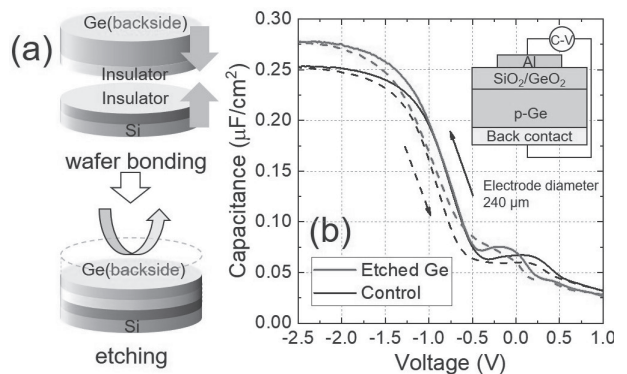 (a)
Ge(backside)
Insulator
Insulator
Si
wafer bonding
Ge(backside)
Si
etching
Capacitance (µF/cm²)
0.30
0.25
0.20
0.15
0.10
0.05
0.00
C-V
Al
SiO₂/GeO₂
p-Ge
Back contact
Electrode diameter
240 µm
(b)
Etched Ge
Control
-2.5 -2.0 -1.5 -1.0 -0.5 0.0 0.5 1.0
Voltage (V)